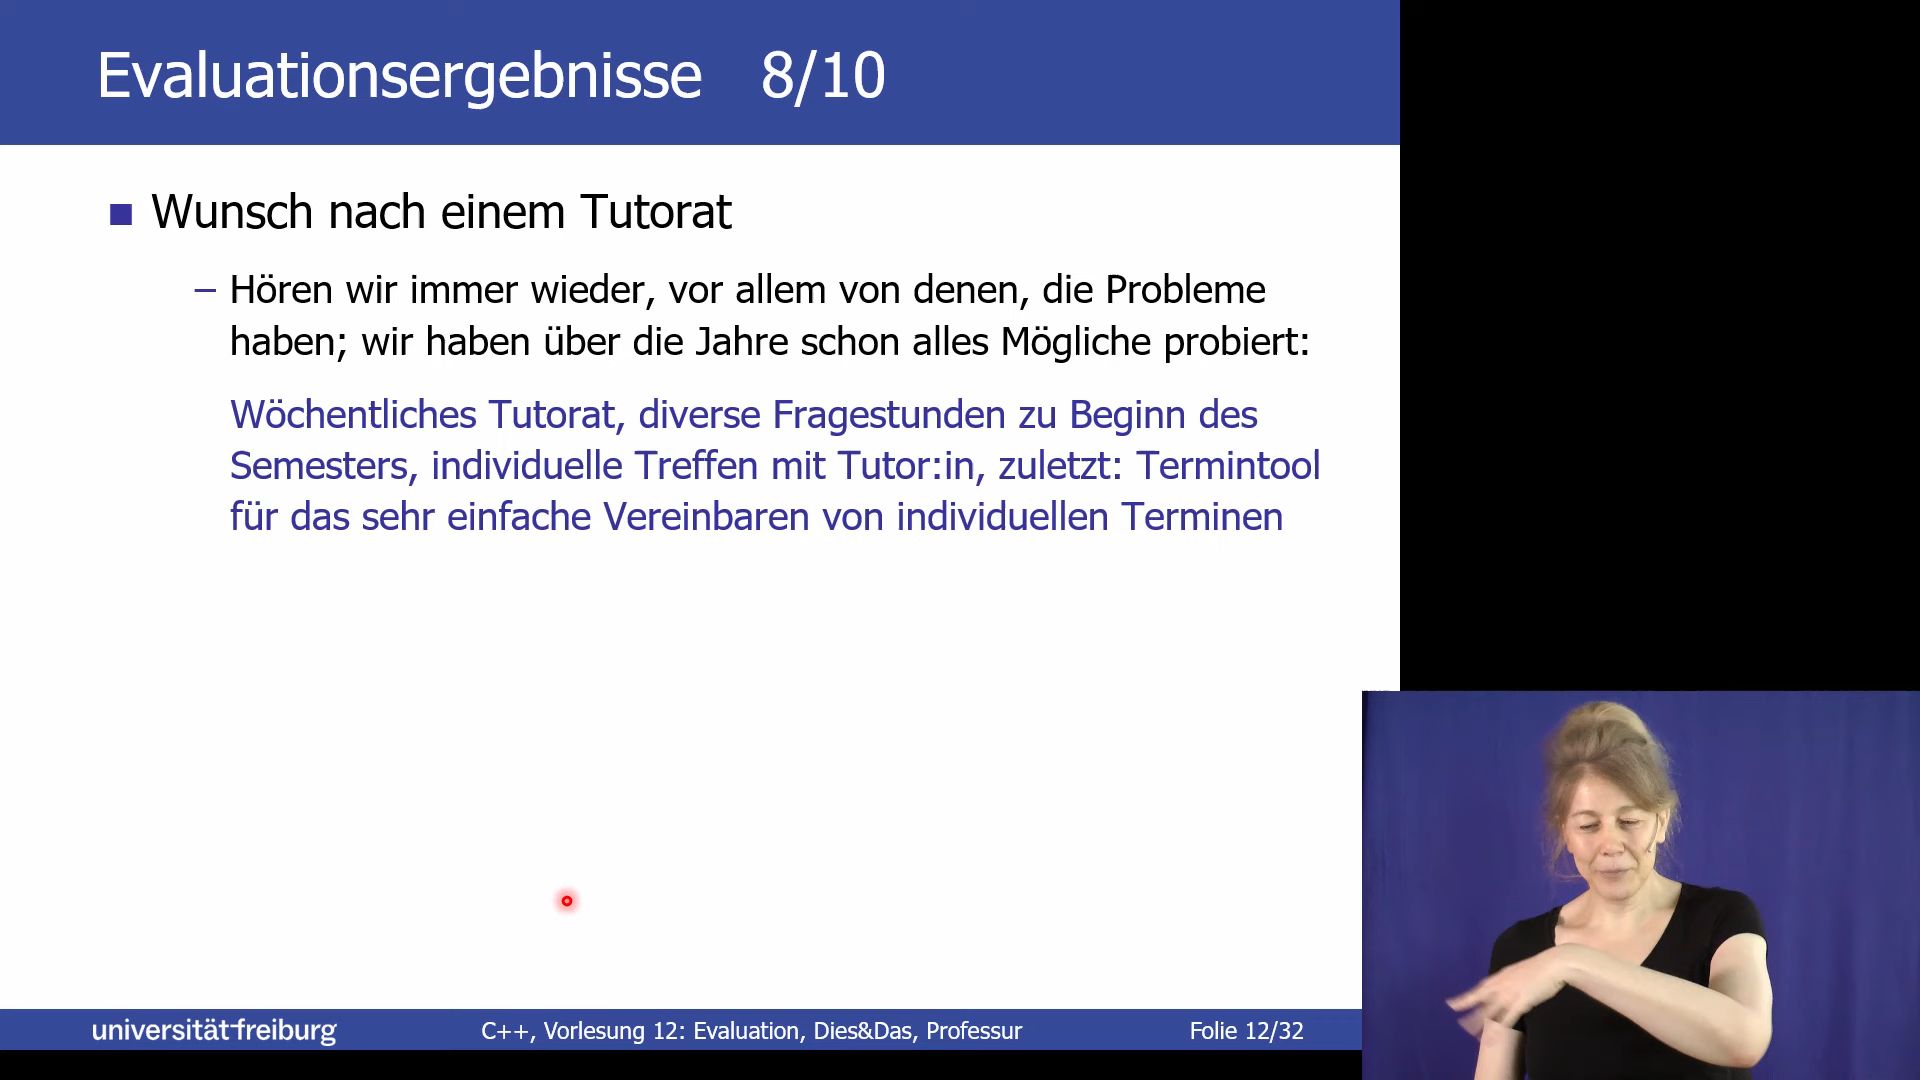 Evaluationsergebnisse 8/10
Wunsch nach einem Tutorat
– Hören wir immer wieder, vor allem von denen, die Probleme
haben; wir haben über die Jahre schon alles Mögliche probiert:
Wöchentliches Tutorat, diverse Fragestunden zu Beginn des
Semesters, individuelle Treffen mit Tutor:in, zuletzt: Termintool
für das sehr einfache Vereinbaren von individuellen Terminen
universität freiburg
C++, Vorlesung 12: Evaluation, Dies&Das, Professur
Folie 12/32